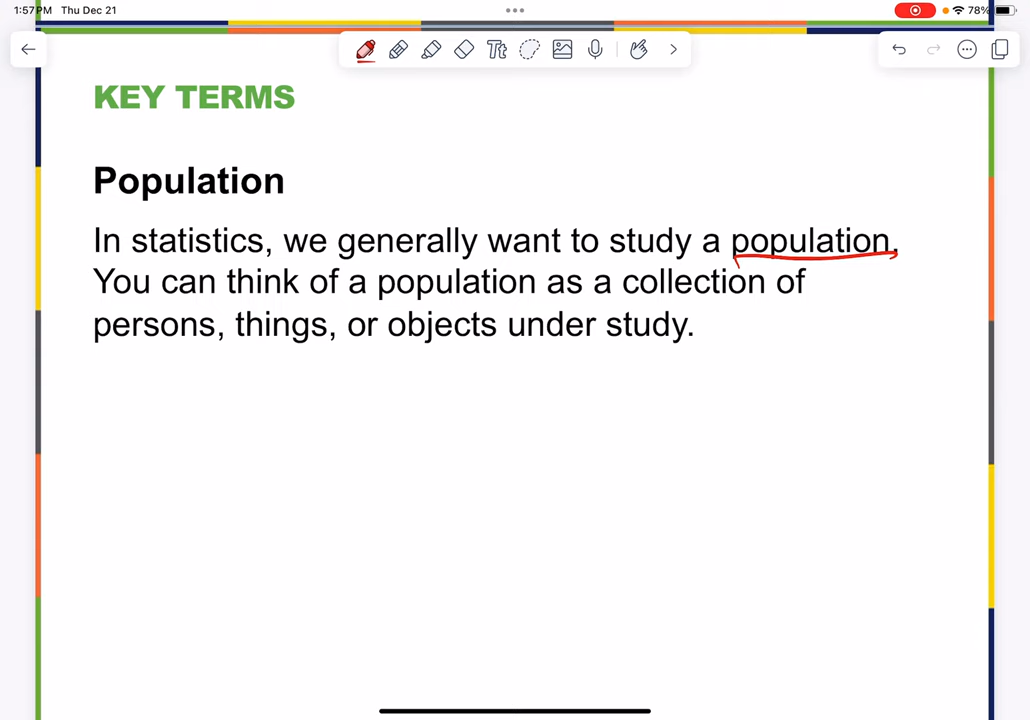 1:57 PM Thu Dec 21
78%
Tt
KEY TERMS
Population
In statistics, we generally want to study a population.
You can think of a population as a collection of
persons, things, or objects under study.